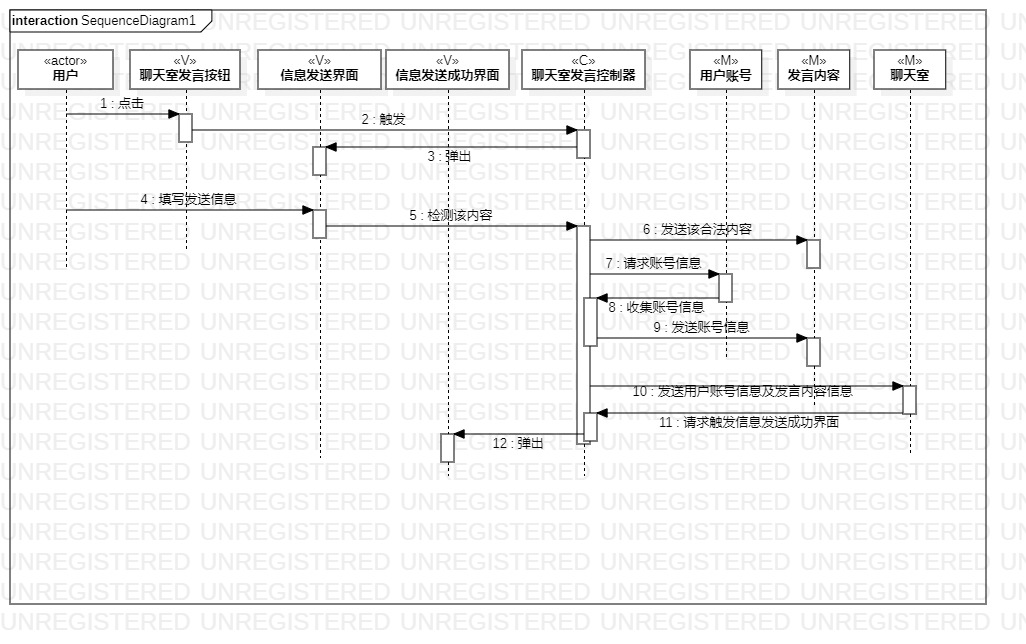 interaction SequenceDiagram1
«actor»
用户
«V»
聊天室发言按钮
«V»
信息发送界面
«V»
信息发送成功界面
«C»
聊天室发言控制器
«M»
用户账号
«M»
发言内容
«M»
聊天室
1 : 点击
2 : 触发
3 : 弹出
4 : 填写发送信息
5 : 检测该内容
6 : 发送该合法内容
7 : 请求账号信息
8 : 收集账号信息
9 : 发送账号信息
10 : 发送用户账号信息及发言内容信息
11 : 请求触发信息发送成功界面
12 : 弹出
UNREGISTERED